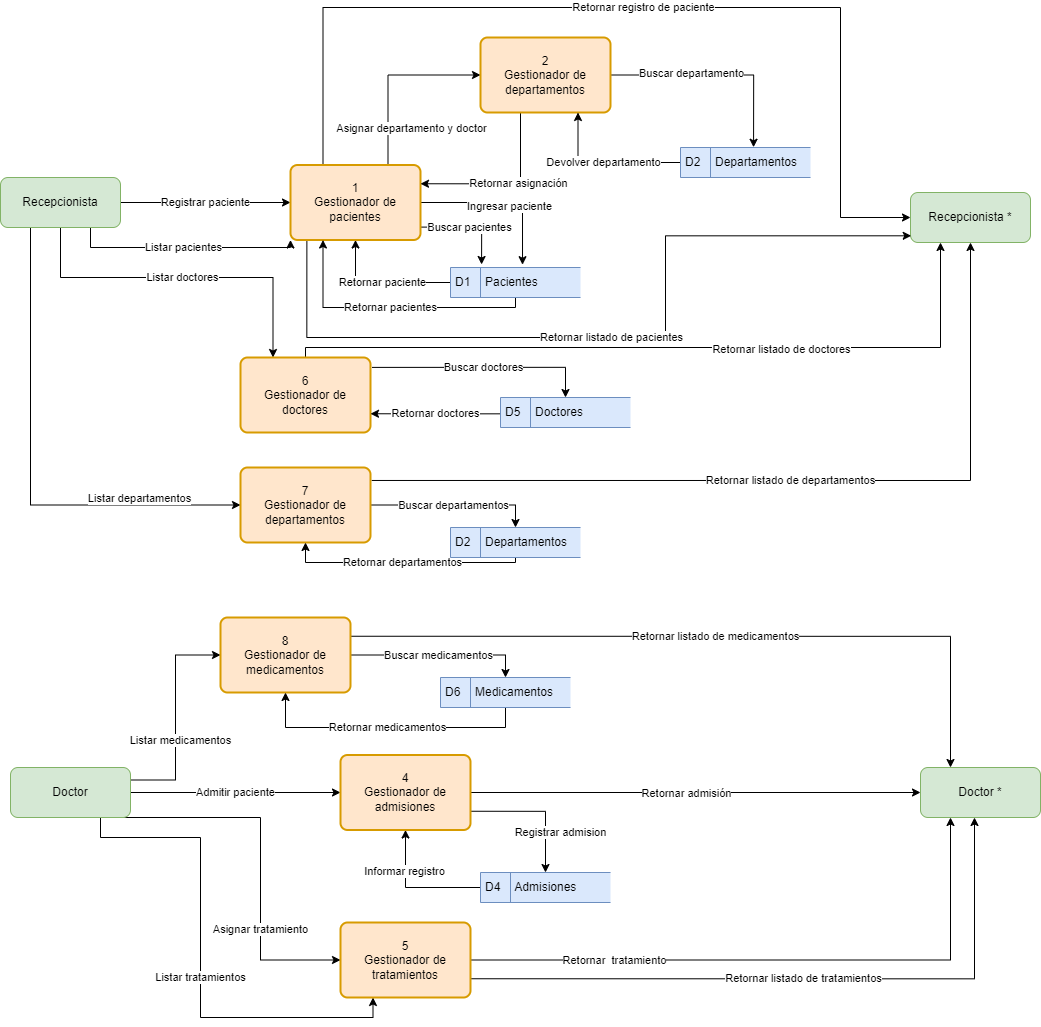 Retornar registro de paciente
2
Gestionador de
departamentos
Buscar departamento
Asignar departamento y doctor
Devolver departamento
D2
Departamentos
Retornar asignación
1
Gestionador de
pacientes
Recepcionista
Registrar paciente
Ingresar paciente
Recepcionista *
Buscar pacientes
Listar pacientes
Listar doctores
Retornar paciente
D1
Pacientes
Retornar pacientes
Retornar listado de pacientes
Retornar listado de doctores
6
Gestionador de
doctores
Buscar doctores
Retornar doctores
D5
Doctores
7
Gestionador de
departamentos
Retornar listado de departamentos
Listar departamentos
Buscar departamentos
D2
Departamentos
Retornar departamentos
8
Gestionador de
medicamentos
Retornar listado de medicamentos
Buscar medicamentos
D6
Medicamentos
Retornar medicamentos
Listar medicamentos
4
Gestionador de
admisiones
Doctor
Admitir paciente
Retornar admisión
Doctor *
Registrar admision
Informar registro
D4
Admisiones
Asignar tratamiento
5
Gestionador de
tratamientos
Retornar  tratamiento
Listar tratamientos
Retornar listado de tratamientos